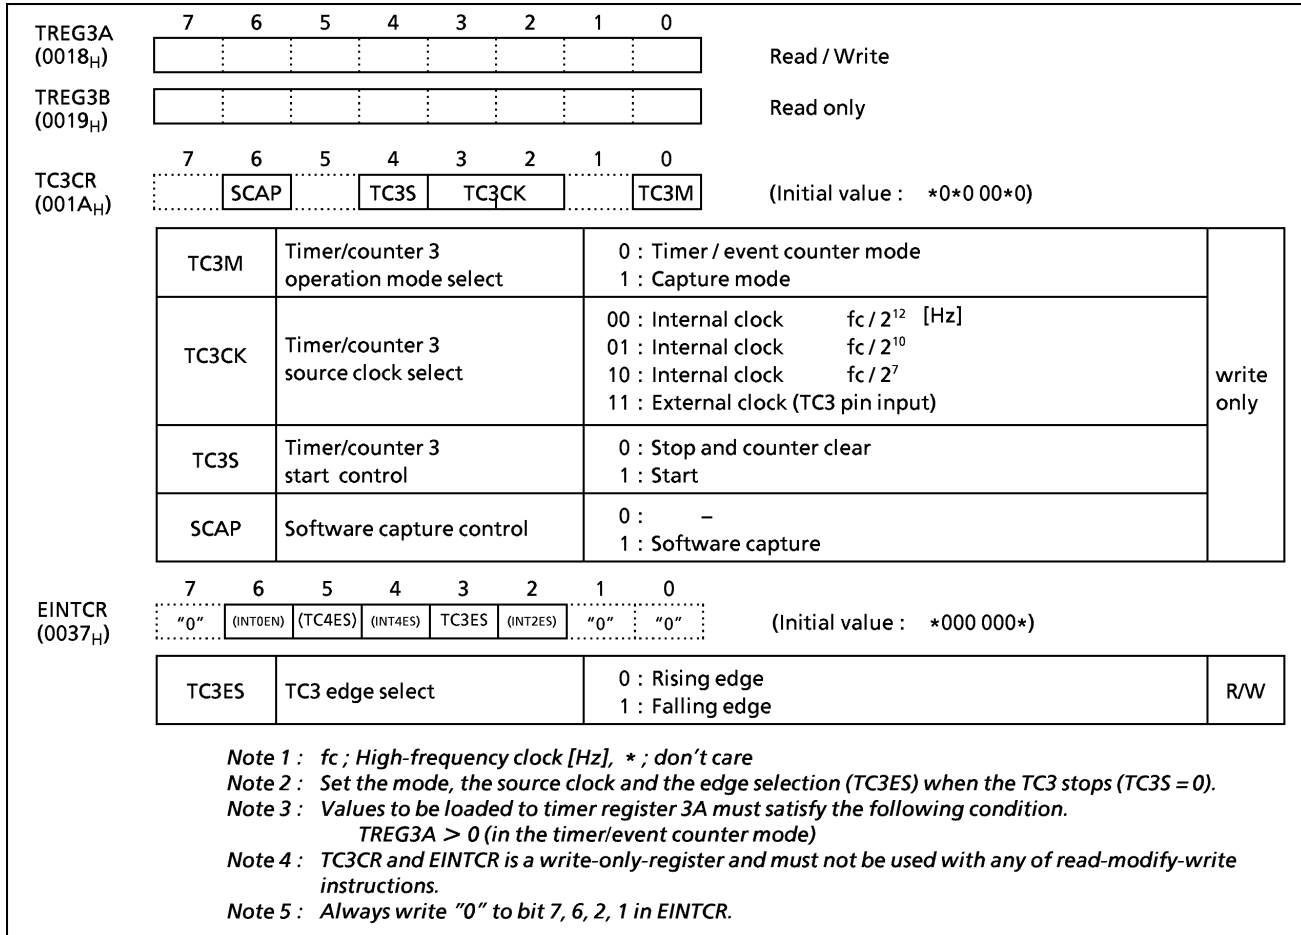 7 6 5 4 3 2 1 0
TREG3A
(0018H)
Read / Write
TREG3B
(0019H)
Read only
7 6 5 4 3 2 1 0
TC3CR
(001AH)
SCAP TC3S TC3CK TC3M
(Initial value : *0*0 00*0)
TC3M
Timer/counter 3
operation mode select
0 : Timer / event counter mode
1 : Capture mode
TC3CK
Timer/counter 3
source clock select
00 : Internal clock fc / 2¹² [Hz]
01 : Internal clock fc / 2¹⁰
10 : Internal clock fc / 2⁷
11 : External clock (TC3 pin input)
TC3S
Timer/counter 3
start control
0 : Stop and counter clear
1 : Start
SCAP
Software capture control
0 : –
1 : Software capture
write
only
7 6 5 4 3 2 1 0
EINTCR
(0037H)
"0" (INT0EN) (TC4ES) (INT4ES) TC3ES (INT2ES) "0" "0"
(Initial value : *000 000*)
TC3ES
TC3 edge select
0 : Rising edge
1 : Falling edge
R/W
Note 1 : fc ; High-frequency clock [Hz], * ; don't care
Note 2 : Set the mode, the source clock and the edge selection (TC3ES) when the TC3 stops (TC3S = 0).
Note 3 : Values to be loaded to timer register 3A must satisfy the following condition.
TREG3A > 0 (in the timer/event counter mode)
Note 4 : TC3CR and EINTCR is a write-only-register and must not be used with any of read-modify-write
instructions.
Note 5 : Always write "0" to bit 7, 6, 2, 1 in EINTCR.